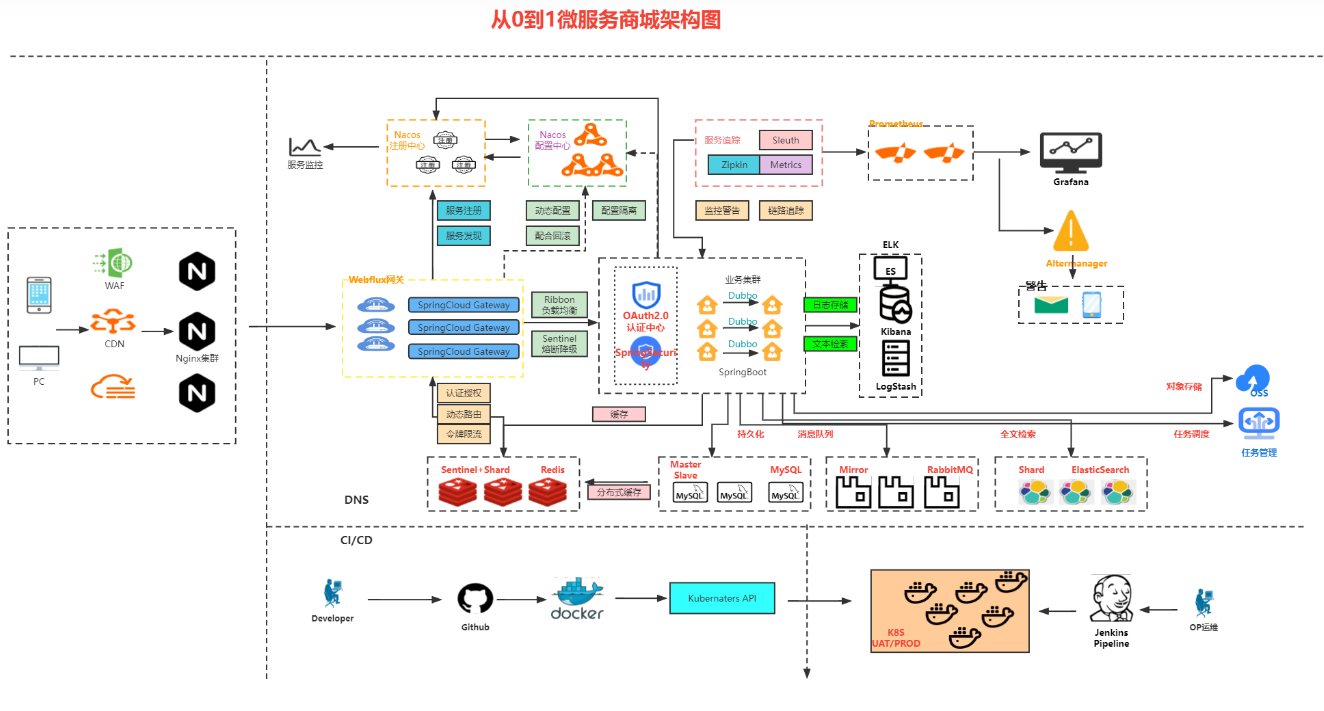 从0到1微服务商城架构图
服务监控
Nacos
注册中心
注册
注册
注册
Nacos
配置中心
服务追踪
Sleuth
Zipkin
Metrics
Prometheus
Grafana
服务注册
服务发现
动态配置
配置隔离
配合回滚
监控警告
链路追踪
Altermanager
警告
WAF
CDN
PC
Nginx集群
Webflux网关
SpringCloud Gateway
SpringCloud Gateway
SpringCloud Gateway
Ribbon
负载均衡
Sentinel
熔断降级
OAuth2.0
认证中心
SpringSecuri
业务集群
Dubbo
Dubbo
Dubbo
SpringBoot
日志存储
文本检索
ELK
ES
Kibana
LogStash
认证授权
动态路由
令牌限流
缓存
持久化
消息队列
全文检索
对象存储
OSS
任务调度
任务管理
Sentinel+Shard
Redis
分布式缓存
Master
Slave
MySQL
MySQL
MySQL
MySQL
Mirror
RabbitMQ
Shard
ElasticSearch
DNS
CI/CD
Developer
Github
docker
Kubernaters API
K8S
UAT/PROD
Jenkins
Pipeline
OP运维